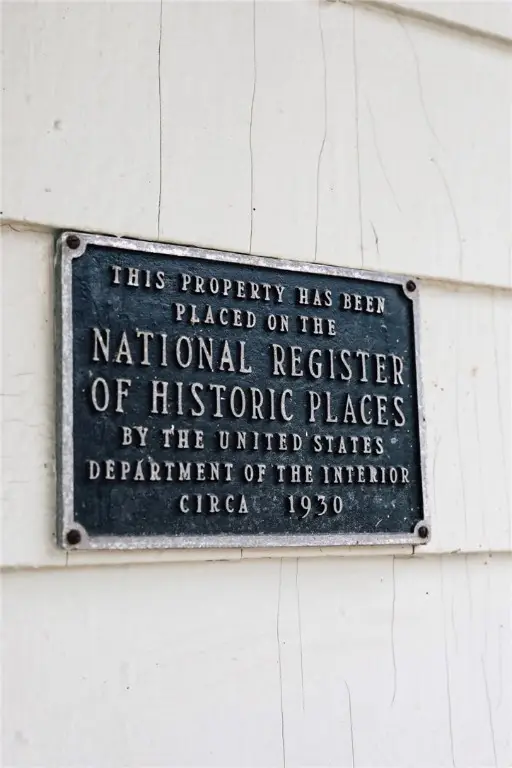 THIS PROPERTY HAS BEEN
PLACED ON THE
NATIONAL REGISTER
OF HISTORIC PLACES
BY THE UNITED STATES
DEPARTMENT OF THE INTERIOR
CIRCA 1930